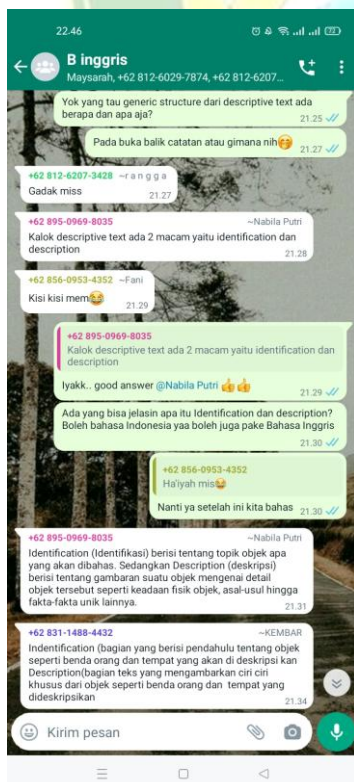 22.46
B inggris
Maysarah, +62 812-6029-7874, +62 812-6207...
Yok yang tau generic structure dari descriptive text ada
berapa dan apa aja?
21.25
Pada buka balik catatan atau gimana nih🤭
21.27
+62 812-6207-3428 ~r a n g g a
Gadak miss
21.27
+62 895-0969-8035 ~Nabila Putri
Kalok descriptive text ada 2 macam yaitu identification dan
description
21.28
+62 856-0953-4352 ~Fani
Kisi kisi mem😂
21.29
+62 895-0969-8035
Kalok descriptive text ada 2 macam yaitu identification dan
description
Iyakk.. good answer @Nabila Putri 👍👍
21.29
Ada yang bisa jelasin apa itu Identification dan description?
Boleh bahasa Indonesia yaa boleh juga pake Bahasa Inggris
21.30
+62 856-0953-4352
Ha'iyah mis😂
Nanti ya setelah ini kita bahas 21.30
+62 895-0969-8035 ~Nabila Putri
Identification (Identifikasi) berisi tentang topik objek apa
yang akan dibahas. Sedangkan Description (deskripsi)
berisi tentang gambaran suatu objek mengenai detail
objek tersebut seperti keadaan fisik objek, asal-usul hingga
fakta-fakta unik lainnya.
21.31
+62 831-1488-4432 ~KEMBAR
Indentification (bagian yang berisi pendahulu tentang objek
seperti benda orang dan tempat yang akan di deskripsi kan
Description(bagian teks yang mengambarkan ciri ciri
khusus dari objek seperti benda orang dan tempat yang
dideskripsikan
21.34
Kirim pesan